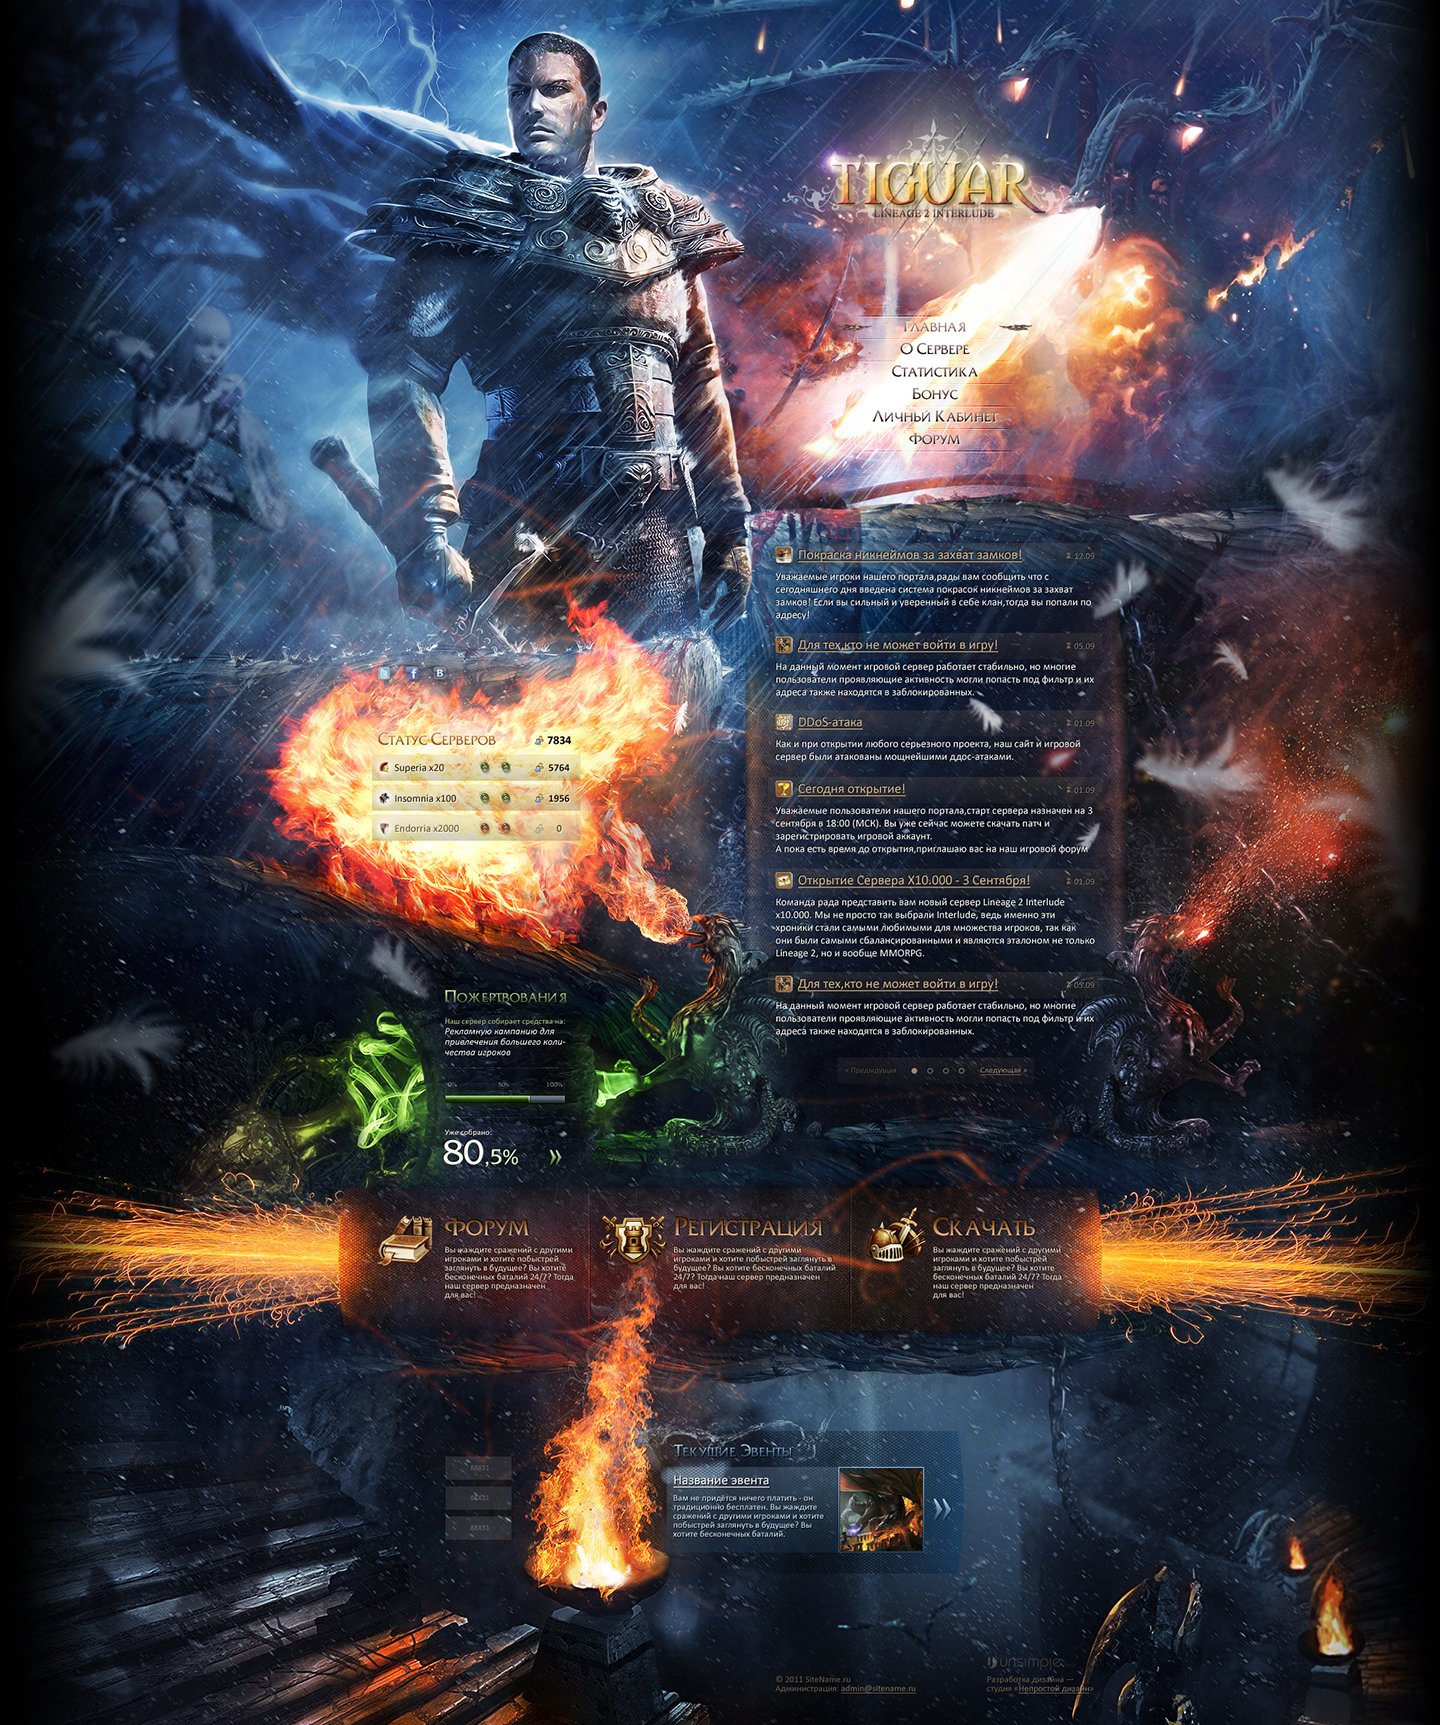 TIGUAR
LINEAGE 2 INTERLUDE
Главная
О Сервере
Статистика
Бонус
Личный Кабинет
Форум
Покраска никнеймов за захват замков!
12.09
Уважаемые игроки нашего портала,рады вам сообщить что с
сегодняшнего дня введена система покрасок никнеймов за захват
замков! Если вы сильный и уверенный в себе клан,тогда вы попали по
адресу!
Для тех,кто не может войти в игру!
05.09
На данный момент игровой сервер работает стабильно, но многие
пользователи проявляющие активность могли попасть под фильтр и их
адреса также находятся в заблокированных.
DDoS-атака
01.09
Как и при открытии любого серьезного проекта, наш сайт и игровой
сервер были атакованы мощнейшими ддос-атаками.
Сегодня открытие!
01.09
Уважаемые пользователи нашего портала,старт сервера назначен на 3
сентября в 18:00 (МСК). Вы уже сейчас можете скачать патч и
зарегистрировать игровой аккаунт.
А пока есть время до открытия,приглашаю вас на наш игровой форум
Открытие Сервера X10.000 - 3 Сентября!
01.09
Команда рада представить вам новый сервер Lineage 2 Interlude
x10.000. Мы не просто так выбрали Interlude, ведь именно эти
хроники стали самыми любимыми для множества игроков, так как
они были самыми сбалансированными и являются эталоном не только
Lineage 2, но и вообще MMORPG.
Для тех,кто не может войти в игру!
05.09
На данный момент игровой сервер работает стабильно, но многие
пользователи проявляющие активность могли попасть под фильтр и их
адреса также находятся в заблокированных.
« Предыдущая
Следующая »
Статус Серверов 7834
Superia x20 5764
Insomnia x100 1956
Endorria x2000 0
Пожертвования
Наш сервер собирает средства на:
Рекламную кампанию для
привлечения большего коли-
чества игроков
0% 50% 100%
Уже собрано:
80,5% »
Форум
Вы жаждите сражений с другими
игроками и хотите побыстрей
заглянуть в будущее? Вы хотите
бесконечных баталий 24/7? Тогда
наш сервер предназначен
для вас!
Регистрация
Вы жаждите сражений с другими
игроками и хотите побыстрей заглянуть в
будущее? Вы хотите бесконечных баталий
24/7? Тогданаш сервер предназначен
для вас!
Скачать
Вы жаждите сражений с другими
игроками и хотите побыстрей
заглянуть в будущее? Вы хотите
бесконечных баталий 24/7? Тогда
наш сервер предназначен
для вас!
88X31
88X31
88X31
Текущие Эвенты
Название эвента
Вам не придётся ничего платить - он
традиционно бесплатен. Вы жаждите
сражений с другими игроками и хотите
побыстрей заглянуть в будущее? Вы
хотите бесконечных баталий.
»
© 2011 SiteName.ru
Администрация: admin@sitename.ru
unsimple
Разработка дизайна —
студия «Непростой дизайн»